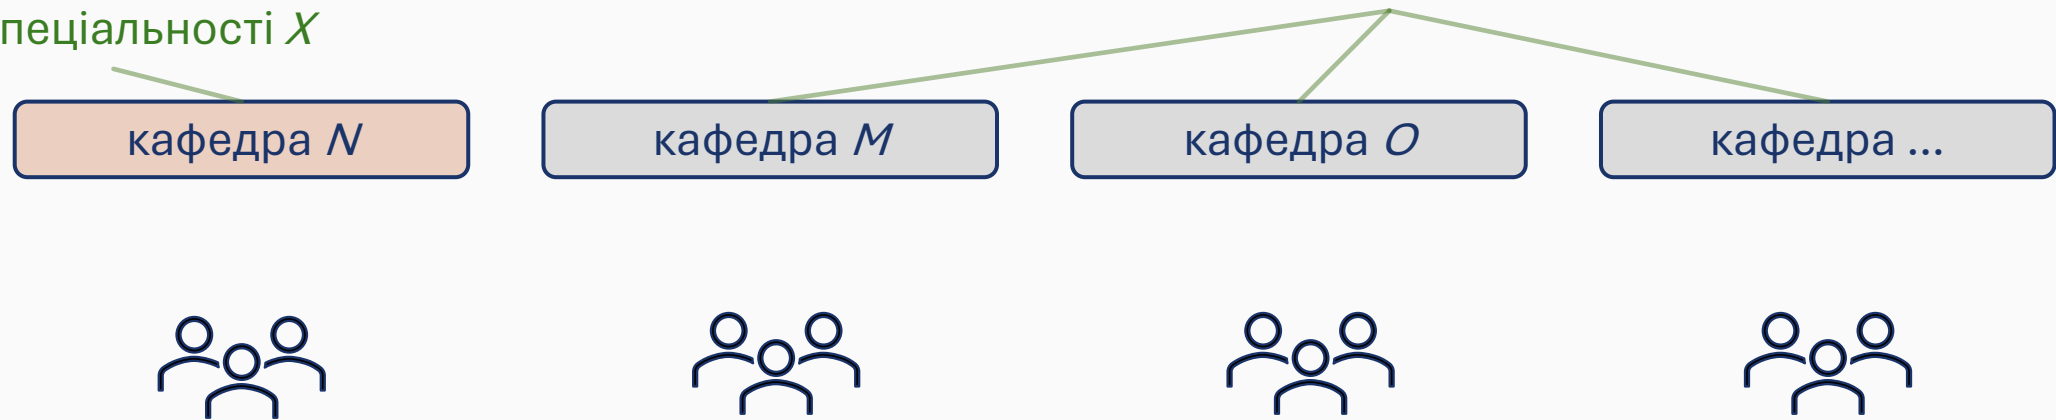 пеціальності X
кафедра N
кафедра M
кафедра O
кафедра ...